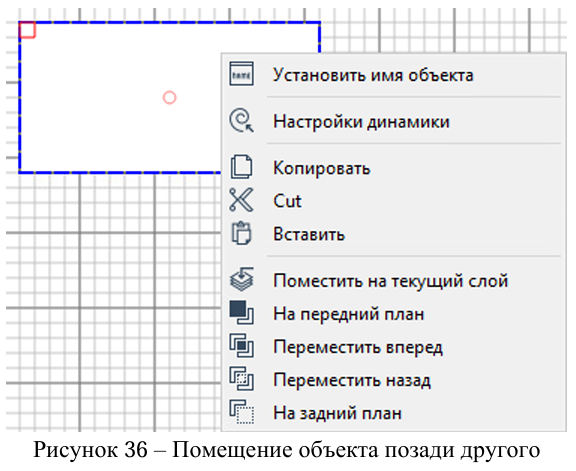 Установить имя объекта
Настройки динамики
Копировать
Cut
Вставить
Поместить на текущий слой
На передний план
Переместить вперед
Переместить назад
На задний план
Рисунок 36 – Помещение объекта позади другого